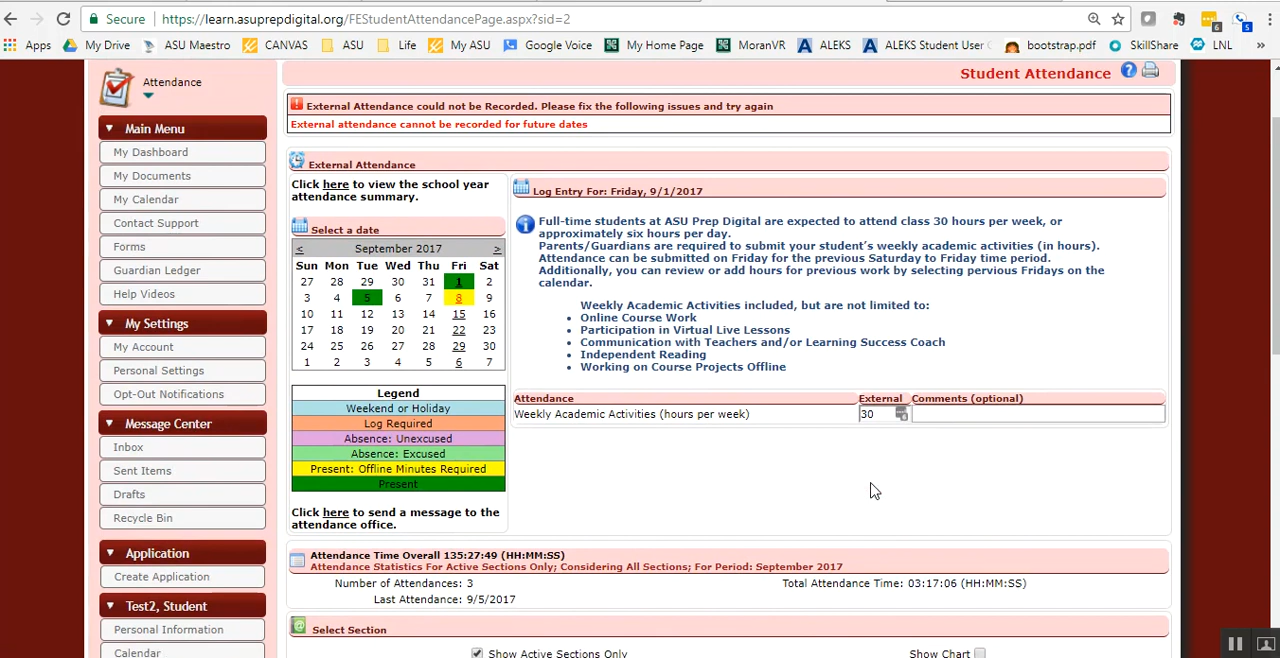 Secure https://learn.asuprepdigital.org/FEStudentAttendancePage.aspx?sid=2
Apps My Drive ASU Maestro CANVAS ASU Life My ASU Google Voice My Home Page MoranVR ALEKS ALEKS Student User bootstrap.pdf SkillShare LNL »
Attendance
Student Attendance
External Attendance could not be Recorded. Please fix the following issues and try again
External attendance cannot be recorded for future dates
Main Menu
My Dashboard
My Documents
My Calendar
Contact Support
Forms
Guardian Ledger
Help Videos
My Settings
My Account
Personal Settings
Opt-Out Notifications
Message Center
Inbox
Sent Items
Drafts
Recycle Bin
Application
Create Application
Test2, Student
Personal Information
Calendar
External Attendance
Click here to view the school year
attendance summary.
Select a date
< September 2017 >
Sun Mon Tue Wed Thu Fri Sat
27 28 29 30 31 1 2
3 4 5 6 7 8 9
10 11 12 13 14 15 16
17 18 19 20 21 22 23
24 25 26 27 28 29 30
1 2 3 4 5 6 7
Legend
Weekend or Holiday
Log Required
Absence: Unexcused
Absence: Excused
Present: Offline Minutes Required
Present
Click here to send a message to the
attendance office.
Log Entry For: Friday, 9/1/2017
Full-time students at ASU Prep Digital are expected to attend class 30 hours per week, or
approximately six hours per day.
Parents/Guardians are required to submit your student's weekly academic activities (in hours).
Attendance can be submitted on Friday for the previous Saturday to Friday time period.
Additionally, you can review or add hours for previous work by selecting pervious Fridays on the
calendar.
Weekly Academic Activities included, but are not limited to:
• Online Course Work
• Participation in Virtual Live Lessons
• Communication with Teachers and/or Learning Success Coach
• Independent Reading
• Working on Course Projects Offline
Attendance External Comments (optional)
Weekly Academic Activities (hours per week) 30
Attendance Time Overall 135:27:49 (HH:MM:SS)
Attendance Statistics For Active Sections Only; Considering All Sections; For Period: September 2017
Number of Attendances: 3 Total Attendance Time: 03:17:06 (HH:MM:SS)
Last Attendance: 9/5/2017
Select Section
Show Active Sections Only Show Chart